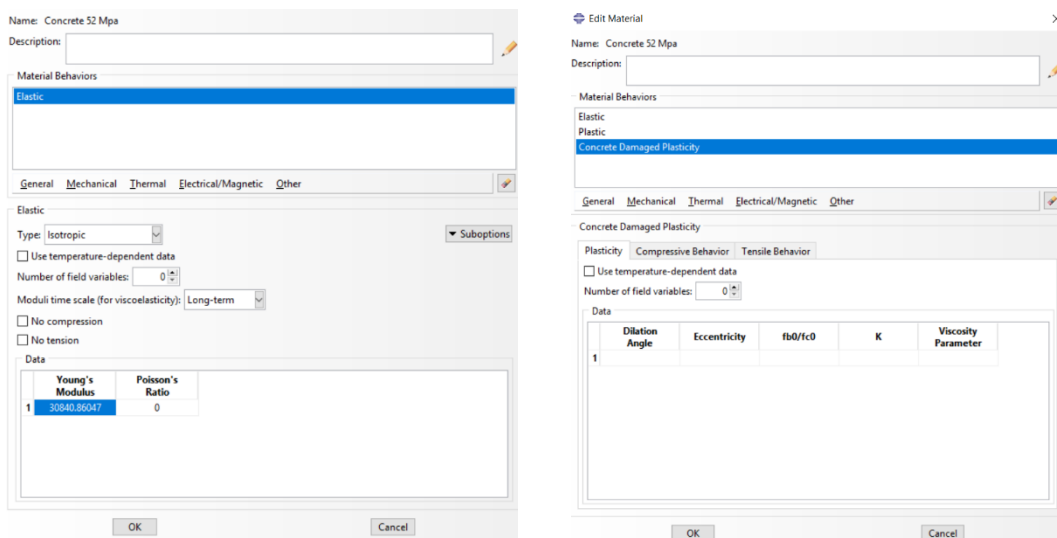 Name: Concrete 52 Mpa
Description:
Material Behaviors
Elastic
General Mechanical Thermal Electrical/Magnetic Other
Elastic
Type: Isotropic
Suboptions
Use temperature-dependent data
Number of field variables: 0
Moduli time scale (for viscoelasticity): Long-term
No compression
No tension
Data
Young's Modulus Poisson's Ratio
1 30840.86047 0
OK Cancel
Edit Material
Name: Concrete 52 Mpa
Description:
Material Behaviors
Elastic
Plastic
Concrete Damaged Plasticity
General Mechanical Thermal Electrical/Magnetic Other
Concrete Damaged Plasticity
Plasticity Compressive Behavior Tensile Behavior
Use temperature-dependent data
Number of field variables: 0
Data
Dilation Angle Eccentricity fb0/fc0 K Viscosity Parameter
1
OK Cancel